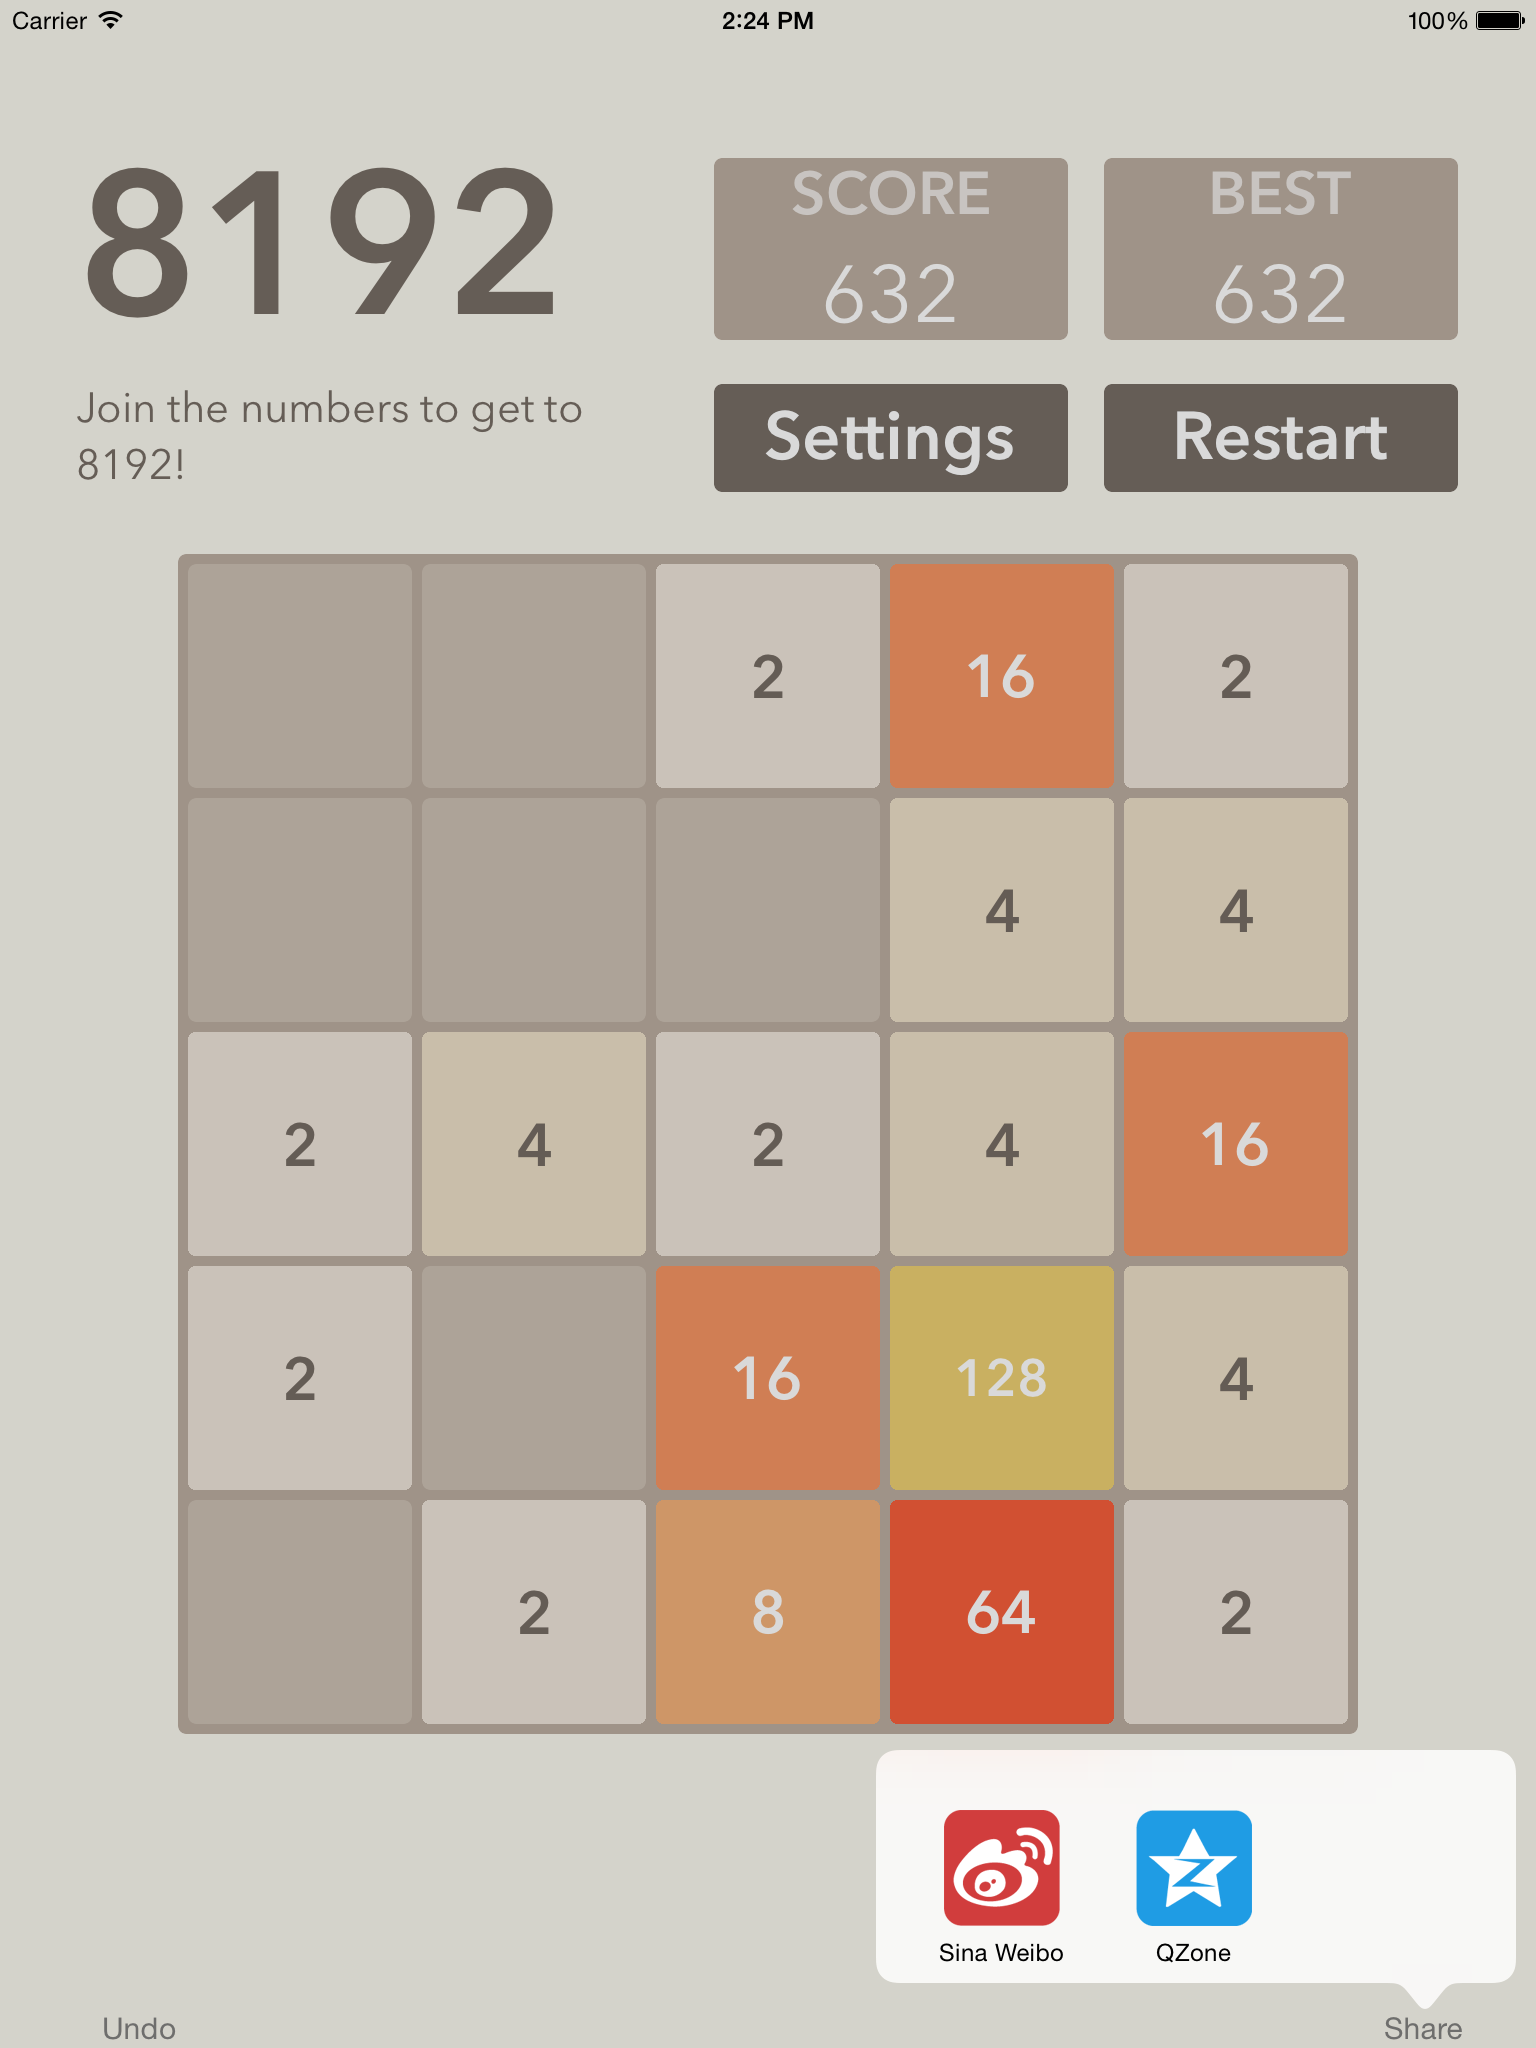 Carrier 2:24 PM 100%
8192
SCORE BEST
632 632
Join the numbers to get to
8192!
Settings Restart
2 16 2
4 4
2 4 2 4 16
2 16 128 4
2 8 64 2
Sina Weibo QZone
Undo Share